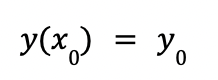 y(x₀) = y₀